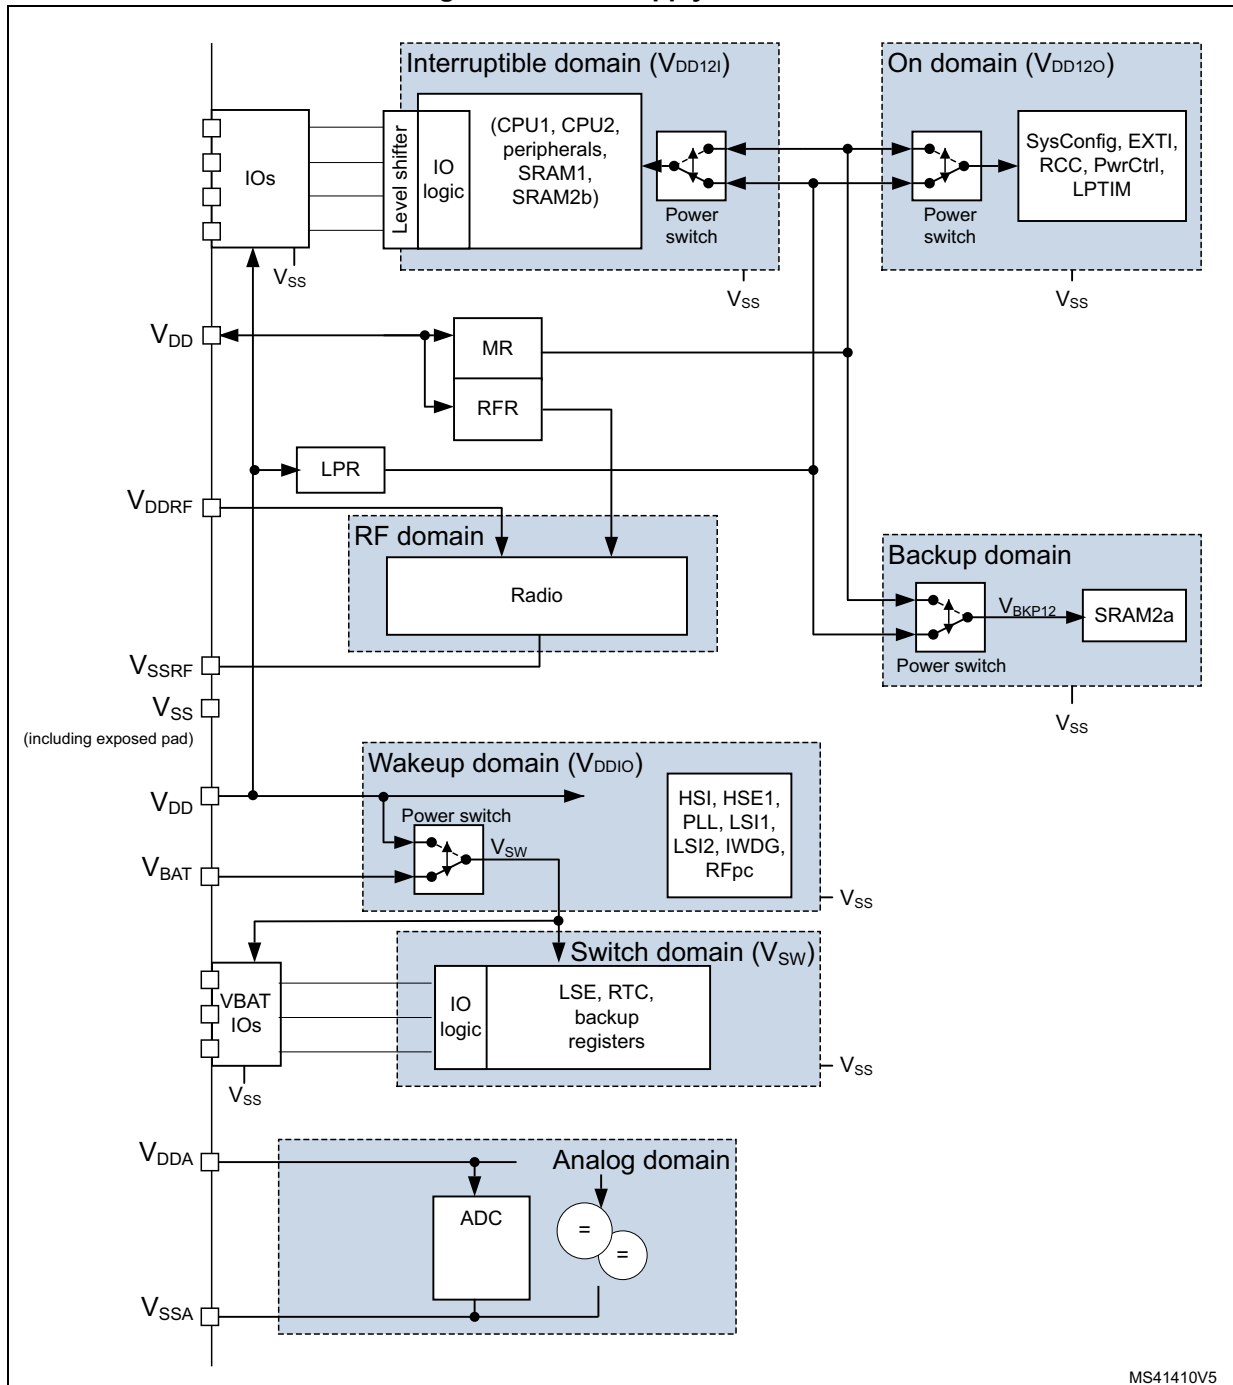 Interruptible domain (VDD12I)
On domain (VDD12O)
IOs
Level shifter
IO
logic
(CPU1, CPU2,
peripherals,
SRAM1,
SRAM2b)
Power
switch
Power
switch
SysConfig, EXTI,
RCC, PwrCtrl,
LPTIM
VSS
VSS
VSS
VDD
MR
RFR
LPR
VDDRF
RF domain
Radio
Backup domain
VBKP12
SRAM2a
Power switch
VSS
VSSRF
VSS
(including exposed pad)
Wakeup domain (VDDIO)
VDD
Power switch
VSW
HSI, HSE1,
PLL, LSI1,
LSI2, IWDG,
RFpc
VBAT
VSS
Switch domain (VSW)
VBAT
IOs
IO
logic
LSE, RTC,
backup
registers
VSS
VSS
VDDA
Analog domain
ADC
=
=
VSSA
MS41410V5